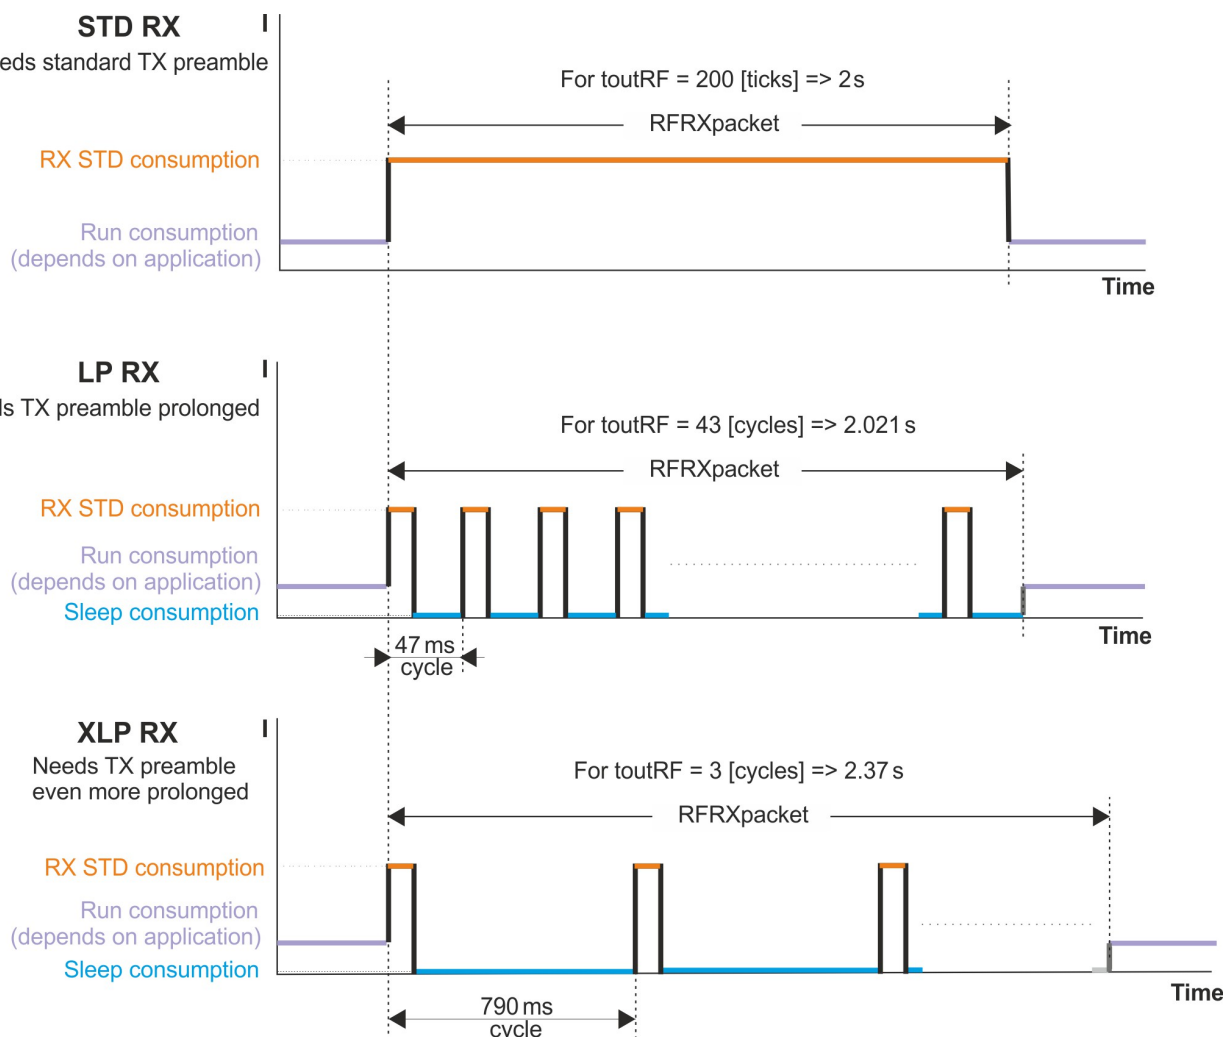 STD RX
I
eds standard TX preamble
For toutRF = 200 [ticks] => 2 s
RFRXpacket
RX STD consumption
Run consumption
(depends on application)
Time
LP RX
I
ls TX preamble prolonged
For toutRF = 43 [cycles] => 2.021 s
RFRXpacket
RX STD consumption
Run consumption
(depends on application)
Sleep consumption
Time
47 ms
cycle
XLP RX
I
Needs TX preamble
even more prolonged
For toutRF = 3 [cycles] => 2.37 s
RFRXpacket
RX STD consumption
Run consumption
(depends on application)
Sleep consumption
Time
790 ms
cycle